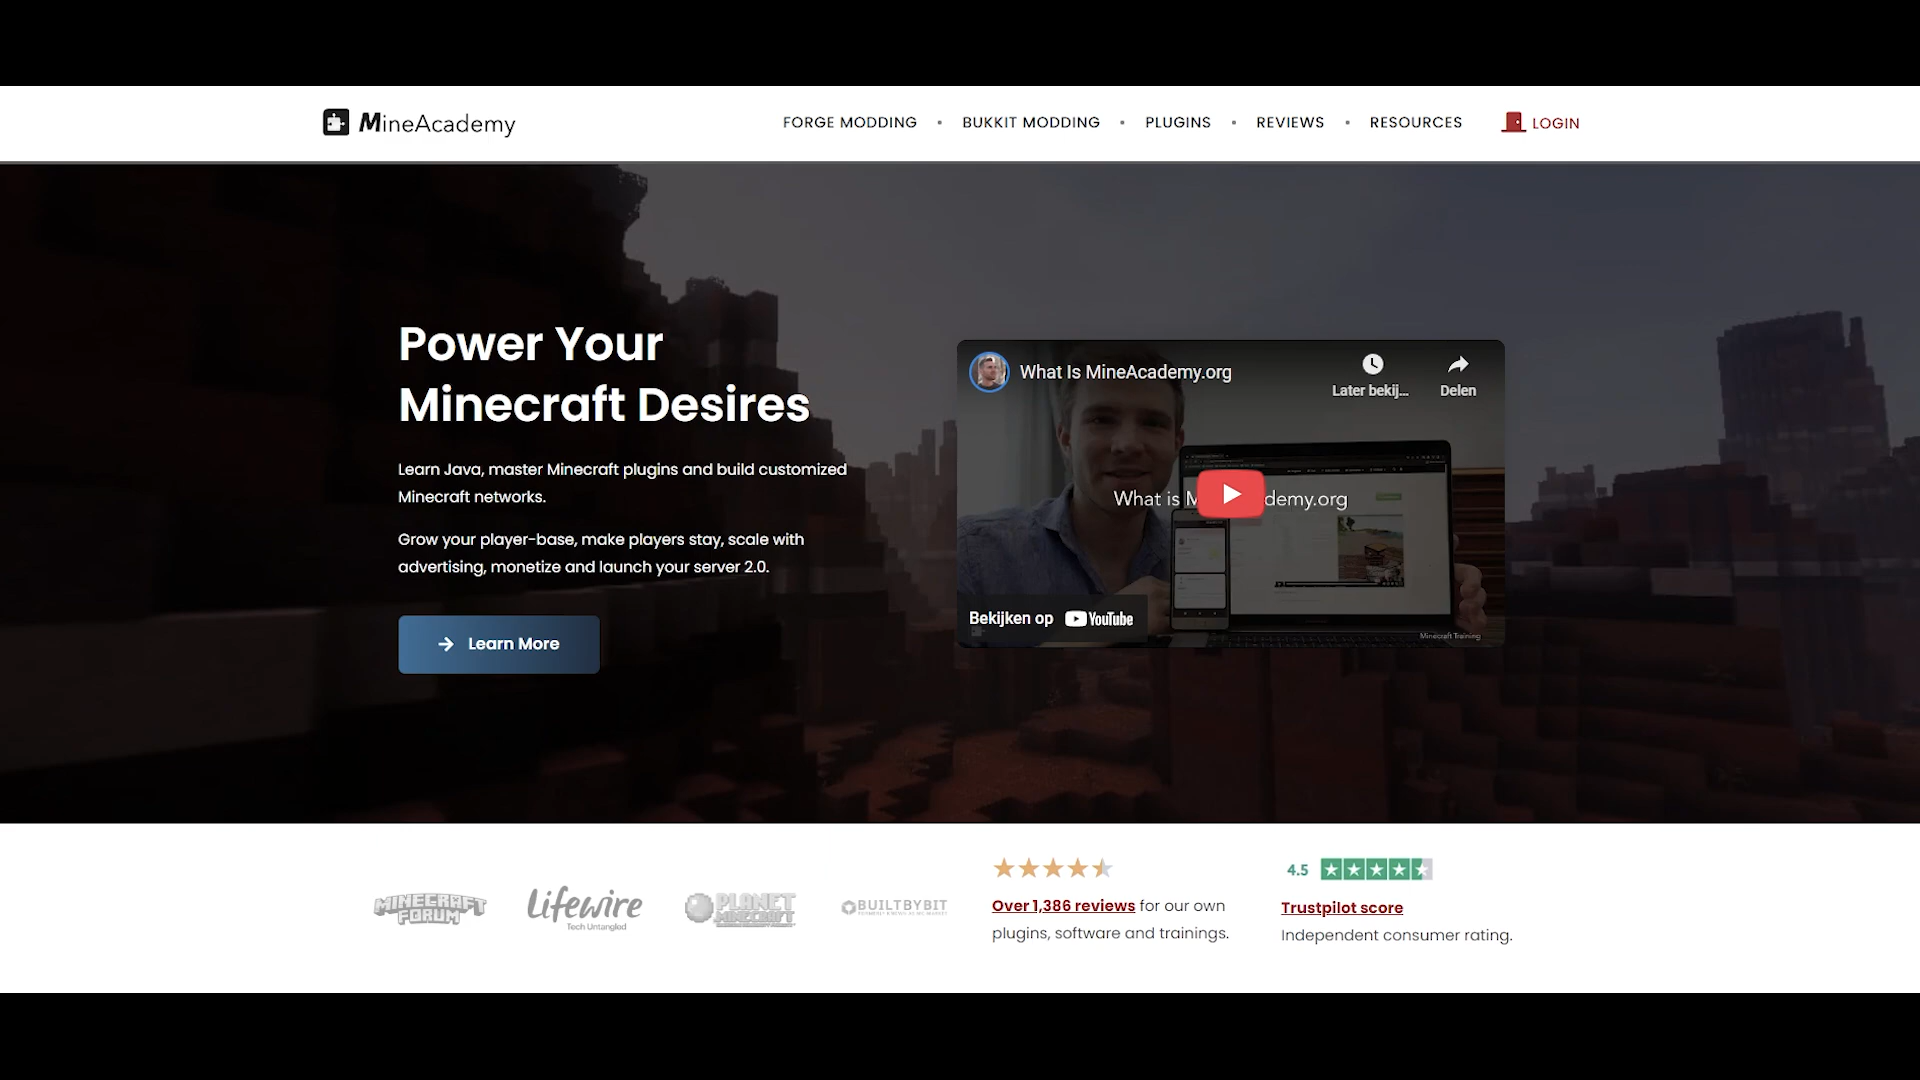 MineAcademy
FORGE MODDING • BUKKIT MODDING • PLUGINS • REVIEWS • RESOURCES
LOGIN
Power Your
Minecraft Desires
Learn Java, master Minecraft plugins and build customized
Minecraft networks.
Grow your player-base, make players stay, scale with
advertising, monetize and launch your server 2.0.
Learn More
What Is MineAcademy.org
Later bekij...
Delen
What is M demy.org
Bekijken op YouTube
Minecraft Training
MINECRAFT
FORUM
Lifewire
Tech Untangled
PLANET
MINECRAFT
BUILTBYBIT
Over 1,386 reviews for our own
plugins, software and trainings.
4.5
Trustpilot score
Independent consumer rating.